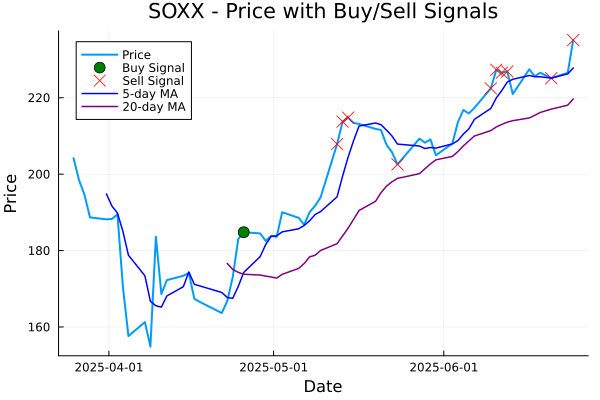 SOXX - Price with Buy/Sell Signals
Price
Buy Signal
Sell Signal
5-day MA
20-day MA
Price
220
200
180
160
2025-04-01
2025-05-01
2025-06-01
Date